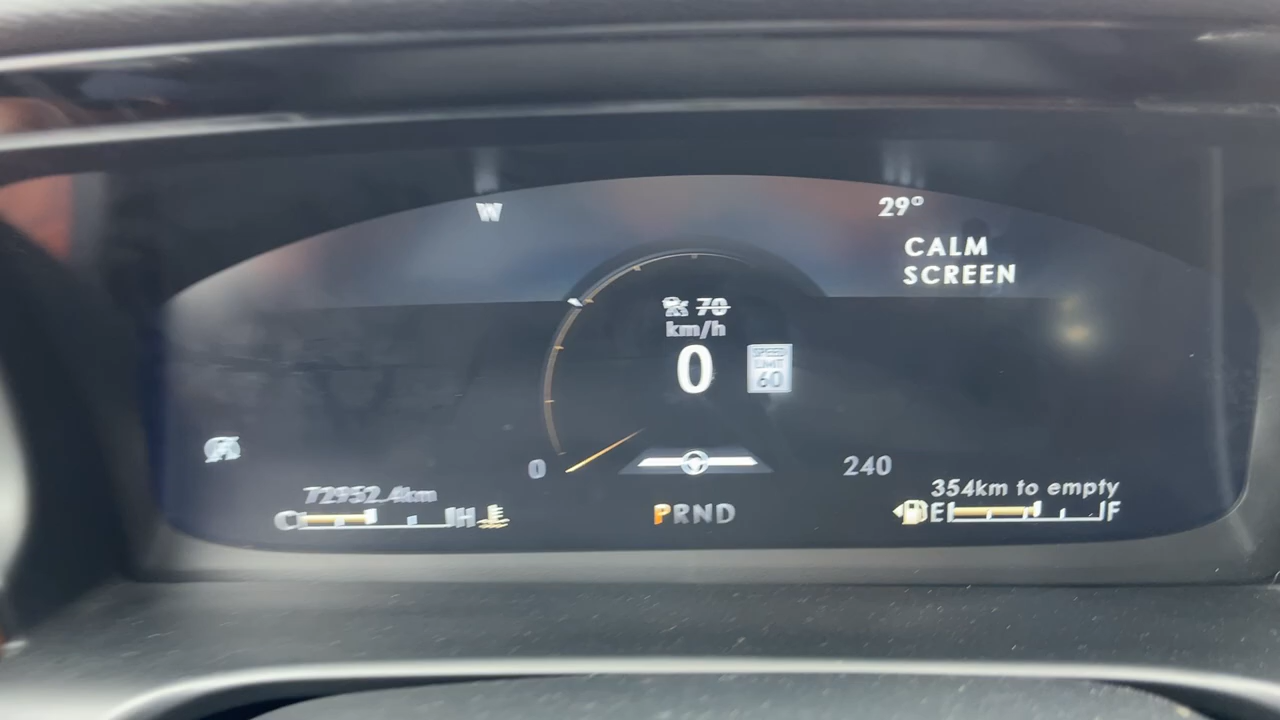 W
29°
CALM
SCREEN
70
km/h
0
SPEED
LIMIT
60
0
240
72952.4km
354km to empty
C H
PRND
E F